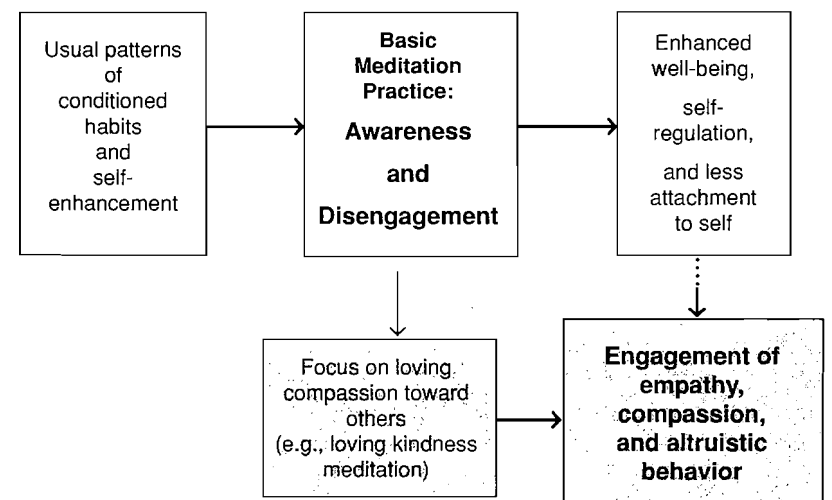 Usual patterns
of
conditioned
habits
and
self-
enhancement
Basic
Meditation
Practice:
Awareness
and
Disengagement
Enhanced
well-being,
self-
regulation,
and less
attachment
to self
Focus on loving
compassion toward
others
(e.g., loving kindness
meditation)
Engagement of
empathy,
compassion,
and altruistic
behavior